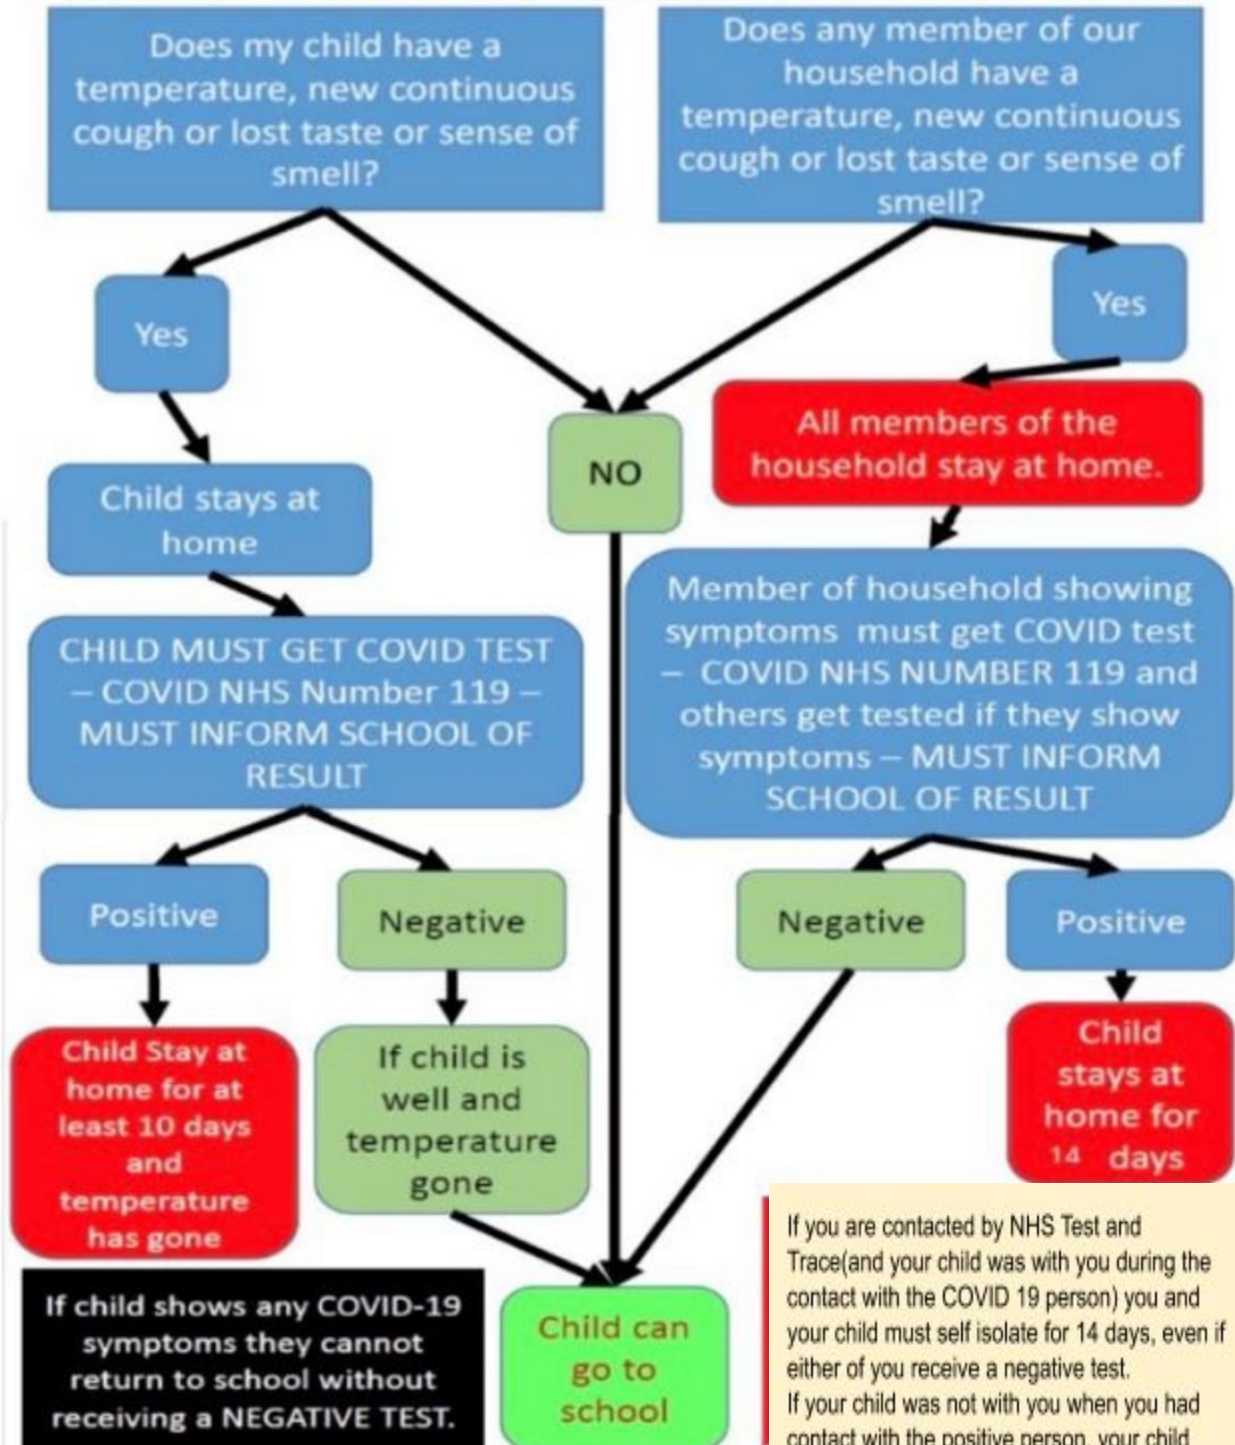 Does my child have a
temperature, new continuous
cough or lost taste or sense of
smell?
Does any member of our
household have a
temperature, new continuous
cough or lost taste or sense of
smell?
Yes
Yes
NO
All members of the
household stay at home.
Child stays at
home
Member of household showing
symptoms must get COVID test
– COVID NHS NUMBER 119 and
others get tested if they show
symptoms – MUST INFORM
SCHOOL OF RESULT
CHILD MUST GET COVID TEST
– COVID NHS Number 119 –
MUST INFORM SCHOOL OF
RESULT
Positive
Negative
Negative
Positive
Child Stay at
home for at
least 10 days
and
temperature
has gone
If child is
well and
temperature
gone
Child
stays at
home for
14 days
If child shows any COVID-19
symptoms they cannot
return to school without
receiving a NEGATIVE TEST.
Child can
go to
school
If you are contacted by NHS Test and
Trace(and your child was with you during the
contact with the COVID 19 person) you and
your child must self isolate for 14 days, even if
either of you receive a negative test.
If your child was not with you when you had
contact with the positive person, your child